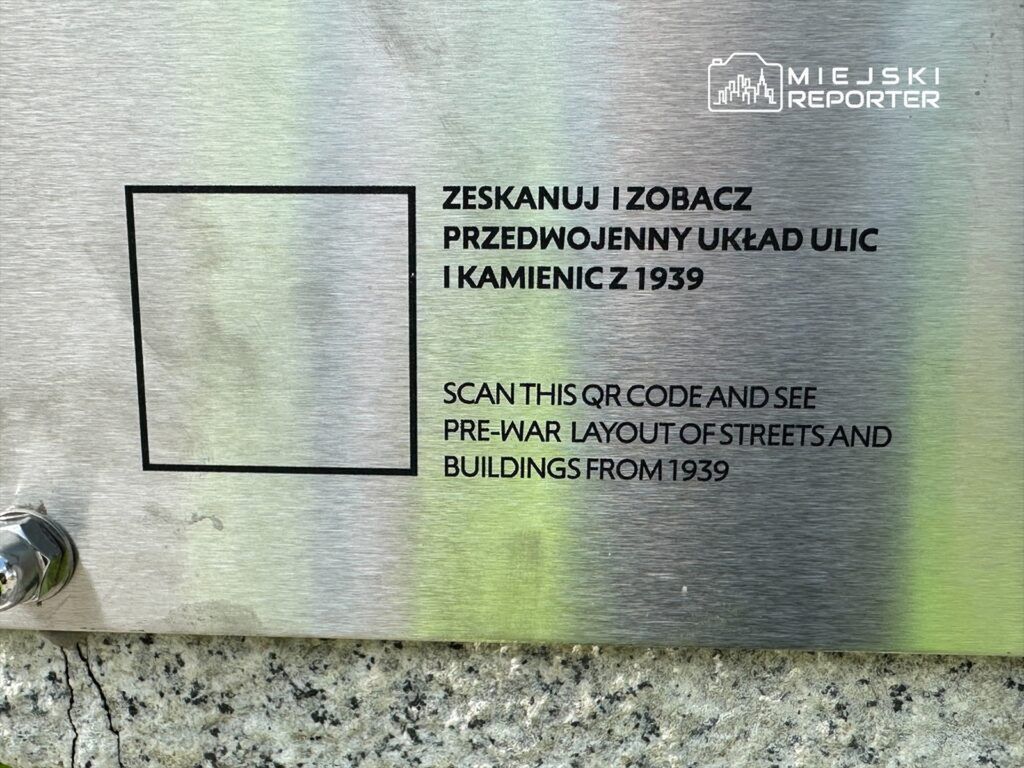 MIEJSKI
REPORTER
ZESKANUJ I ZOBACZ
PRZEDWOJENNY UKŁAD ULIC
I KAMIENIC Z 1939
SCAN THIS QR CODE AND SEE
PRE-WAR LAYOUT OF STREETS AND
BUILDINGS FROM 1939